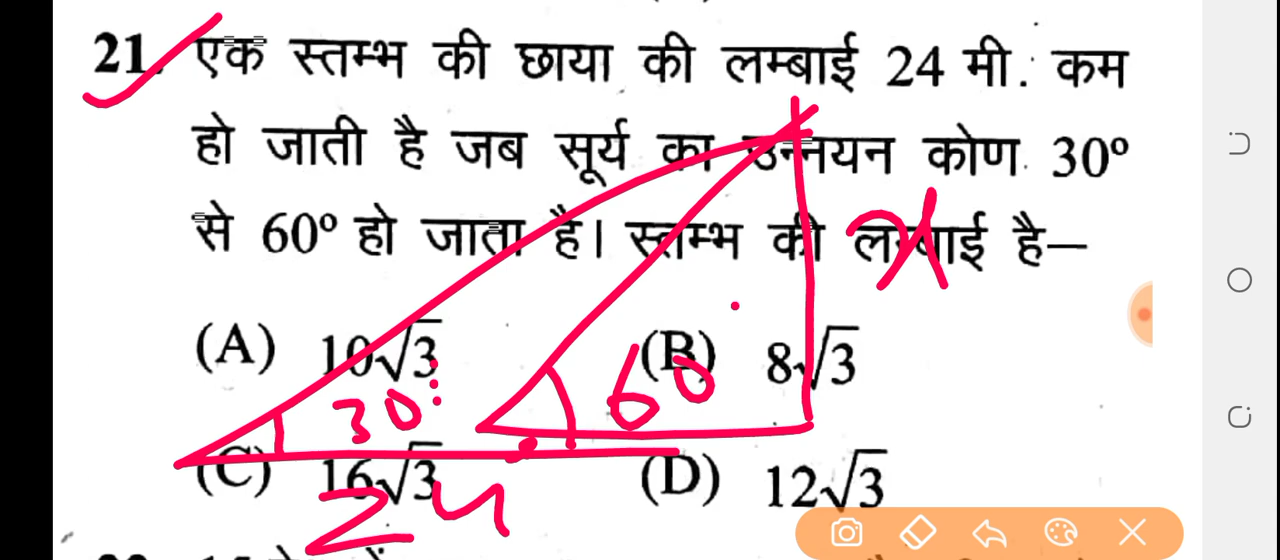 21. एक स्तम्भ की छाया की लम्बाई 24 मी. कम
हो जाती है जब सूर्य का उन्नयन कोण 30°
से 60° हो जाता है। स्तम्भ की लम्बाई है—
x
(A) 10√3 (B) 8√3
30 60
(C) 16√3 (D) 12√3
24